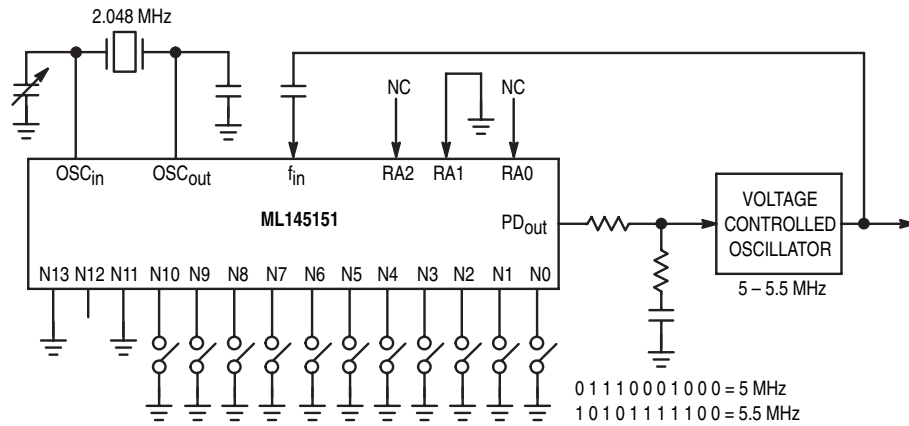 2.048 MHz
NC
NC
OSCin
OSCout
fin
RA2
RA1
RA0
ML145151
PDout
VOLTAGE
CONTROLLED
OSCILLATOR
5 – 5.5 MHz
N13 N12 N11 N10 N9 N8 N7 N6 N5 N4 N3 N2 N1 N0
0 1 1 1 0 0 0 1 0 0 0 = 5 MHz
1 0 1 0 1 1 1 1 1 0 0 = 5.5 MHz